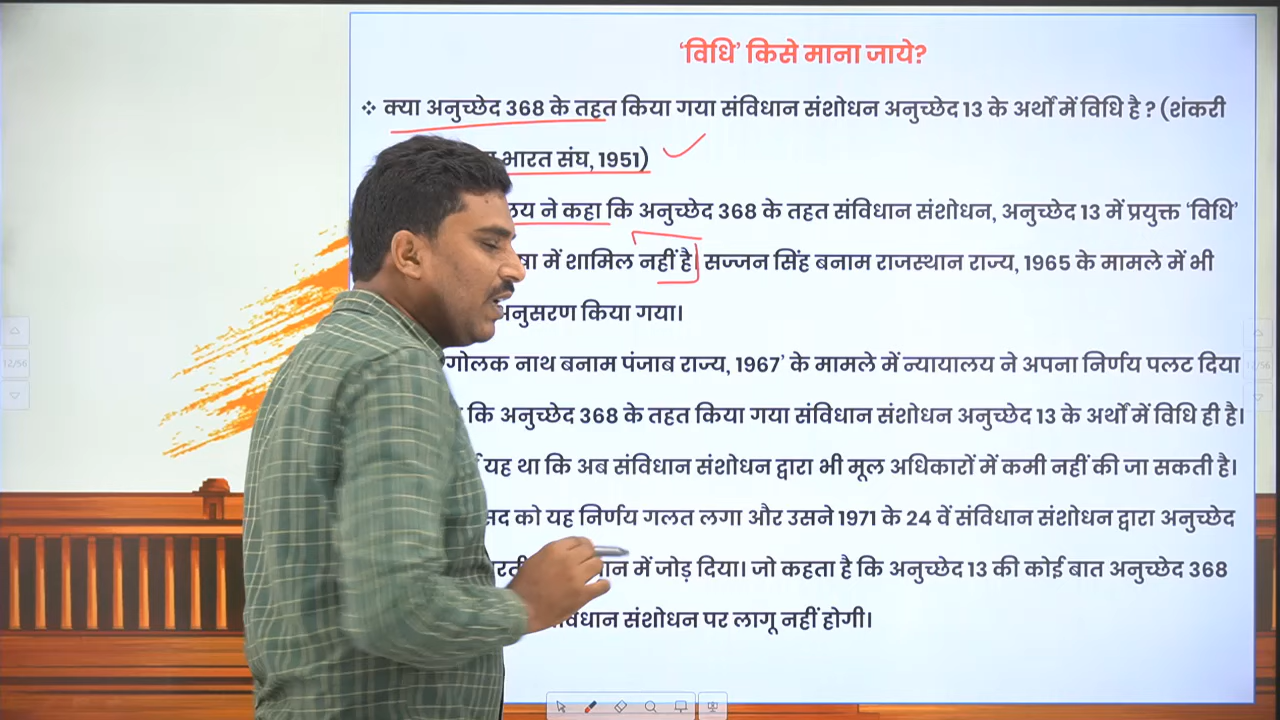 ‘विधि’ किसे माना जाये?
❖ क्या अनुच्छेद 368 के तहत किया गया संविधान संशोधन अनुच्छेद 13 के अर्थों में विधि है ? (शंकरी
भारत संघ, 1951)
ने कहा कि अनुच्छेद 368 के तहत संविधान संशोधन, अनुच्छेद 13 में प्रयुक्त ‘विधि’
में शामिल नहीं है। सज्जन सिंह बनाम राजस्थान राज्य, 1965 के मामले में भी
अनुसरण किया गया।
गोलक नाथ बनाम पंजाब राज्य, 1967’ के मामले में न्यायालय ने अपना निर्णय पलट दिया
कि अनुच्छेद 368 के तहत किया गया संविधान संशोधन अनुच्छेद 13 के अर्थों में विधि ही है।
यह था कि अब संविधान संशोधन द्वारा भी मूल अधिकारों में कमी नहीं की जा सकती है।
को यह निर्णय गलत लगा और उसने 1971 के 24 वें संविधान संशोधन द्वारा अनुच्छेद
में जोड़ दिया। जो कहता है कि अनुच्छेद 13 की कोई बात अनुच्छेद 368
संशोधन पर लागू नहीं होगी।
12/56